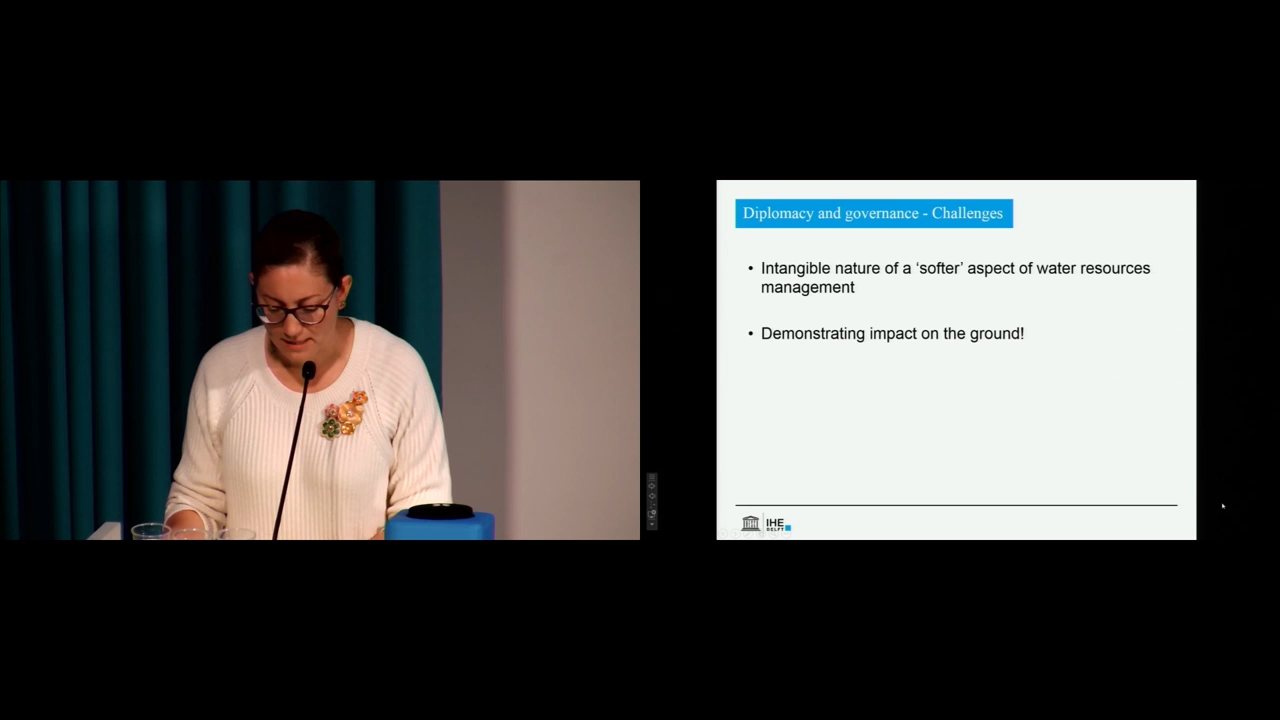 Diplomacy and governance - Challenges
• Intangible nature of a ‘softer’ aspect of water resources
management
• Demonstrating impact on the ground!
IHE
DELFT